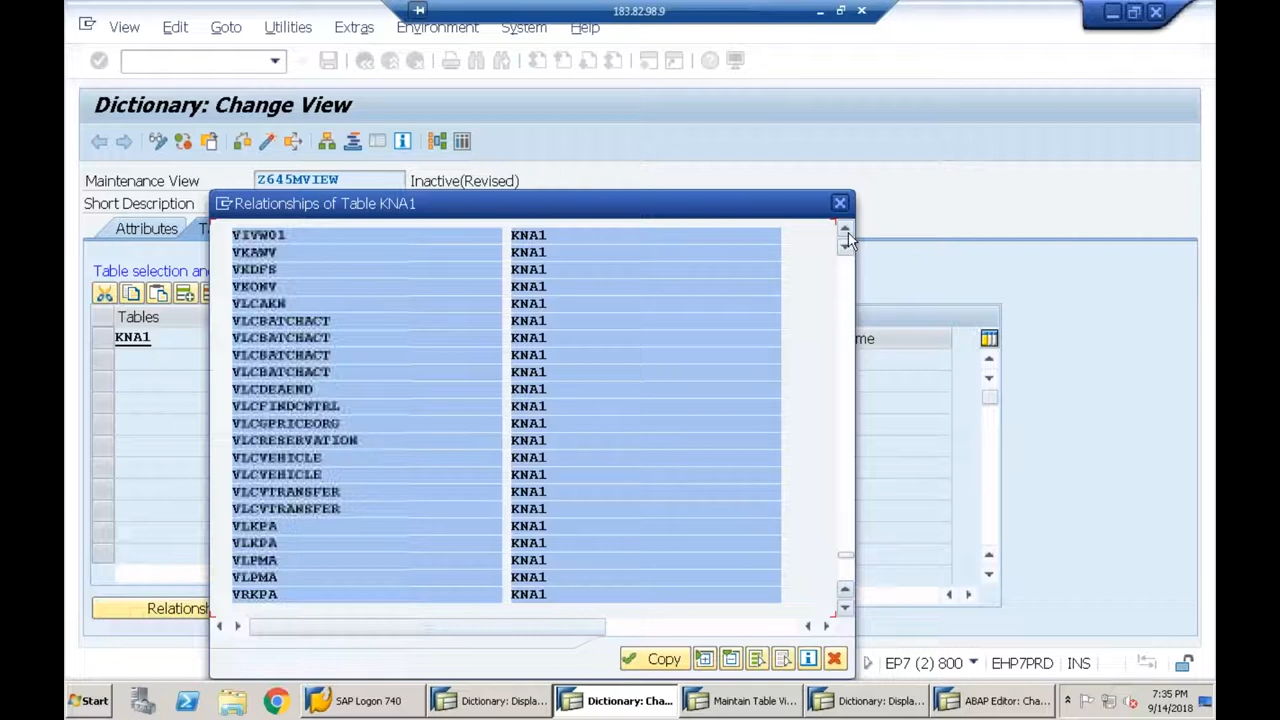 183.82.98.9
View Edit Goto Utilities Extras Environment System Help
Dictionary: Change View
Maintenance View Z645MVIEW Inactive(Revised)
Short Description
Relationships of Table KNA1
Attributes
Table selection an
Tables
KNA1
me
VIVW01 KNA1
VKAWV KNA1
VKDFS KNA1
VKONV KNA1
VLCAKN KNA1
VLCBATCHACT KNA1
VLCBATCHACT KNA1
VLCBATCHACT KNA1
VLCBATCHACT KNA1
VLCDEAEND KNA1
VLCFINDCNTRL KNA1
VLCGPRICEORG KNA1
VLCRESERVATION KNA1
VLCVEHICLE KNA1
VLCVEHICLE KNA1
VLCVTRANSFER KNA1
VLCVTRANSFER KNA1
VLKPA KNA1
VLKPA KNA1
VLPMA KNA1
VLPMA KNA1
VRKPA KNA1
Relationsh
Copy
EP7 (2) 800 EHP7PRD INS
Start SAP Logon 740 Dictionary: Displa... Dictionary: Cha... Maintain Table Vi... Dictionary: Displa... ABAP Editor: Cha... 7:35 PM
9/14/2018